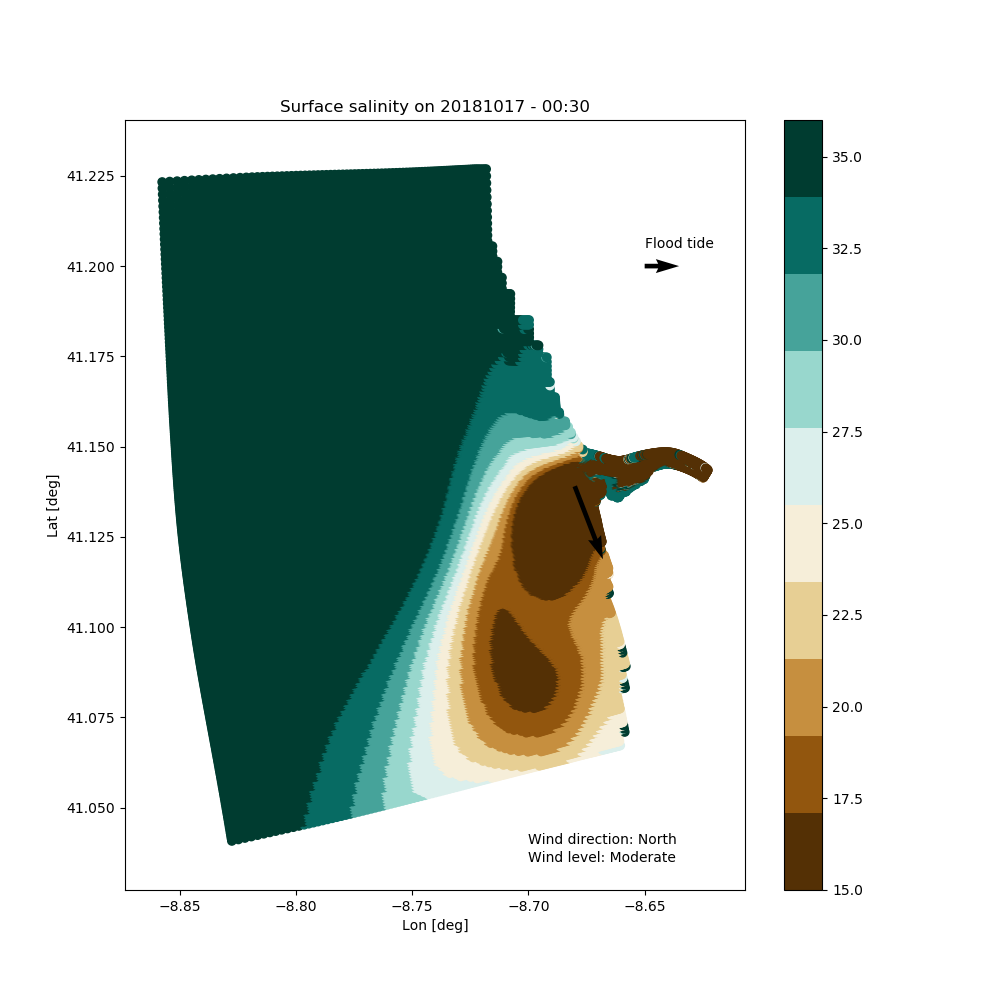 Surface salinity on 20181017 - 00:30
41.225
41.200
41.175
41.150
41.125
41.100
41.075
41.050
Lat [deg]
Flood tide
Wind direction: North
Wind level: Moderate
−8.85 −8.80 −8.75 −8.70 −8.65
Lon [deg]
35.0
32.5
30.0
27.5
25.0
22.5
20.0
17.5
15.0